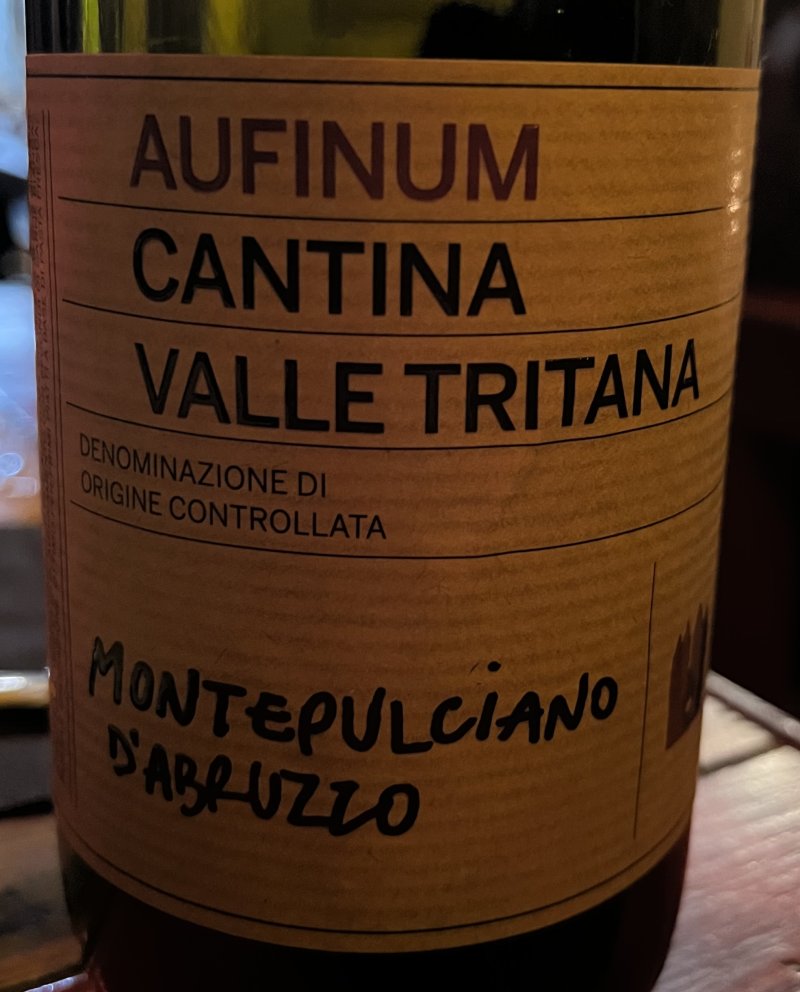 AUFINUM
CANTINA
VALLE TRITANA
DENOMINAZIONE DI
ORIGINE CONTROLLATA
MONTEPULCiANO
D'ABRUZZO